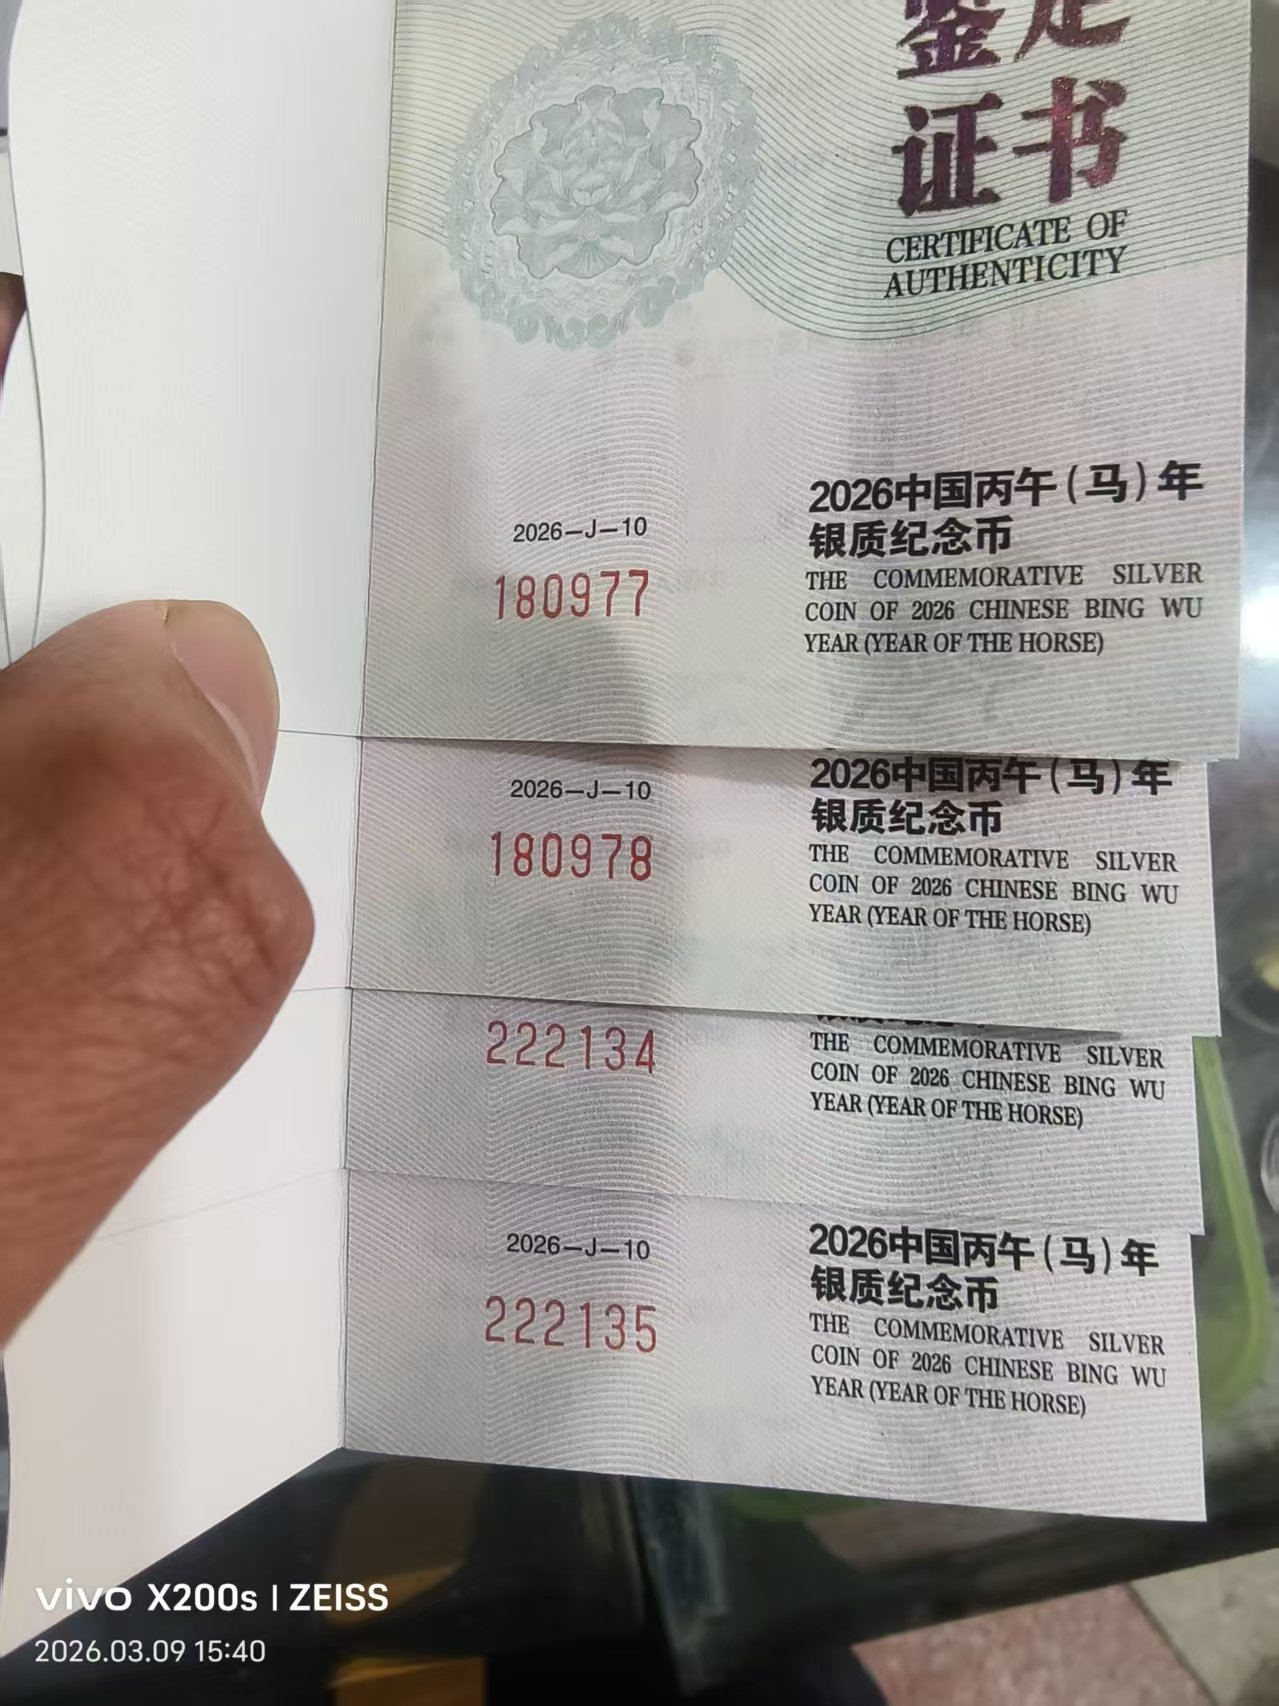 鉴定
证书
CERTIFICATE OF
AUTHENTICITY
2026中国丙午（马）年
银质纪念币
2026-J-10
180977
THE COMMEMORATIVE SILVER
COIN OF 2026 CHINESE BING WU
YEAR (YEAR OF THE HORSE)
2026-J-10
180978
2026中国丙午（马）年
银质纪念币
THE COMMEMORATIVE SILVER
COIN OF 2026 CHINESE BING WU
YEAR (YEAR OF THE HORSE)
222134
THE COMMEMORATIVE SILVER
COIN OF 2026 CHINESE BING WU
YEAR (YEAR OF THE HORSE)
2026-J-10
222135
2026中国丙午（马）年
银质纪念币
THE COMMEMORATIVE SILVER
COIN OF 2026 CHINESE BING WU
YEAR (YEAR OF THE HORSE)
vivo X200s | ZEISS
2026.03.09 15:40